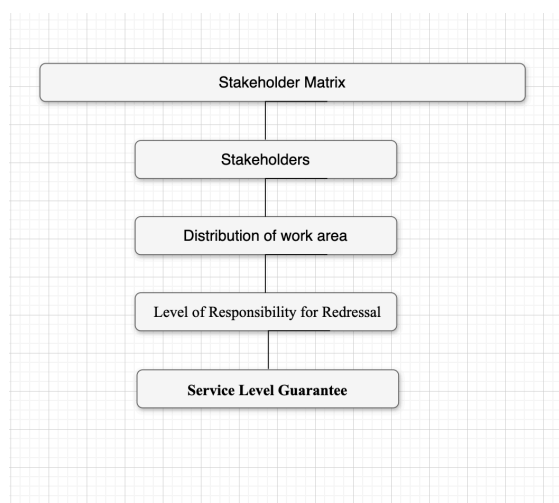 Stakeholder Matrix
Stakeholders
Distribution of work area
Level of Responsibility for Redressal
Service Level Guarantee